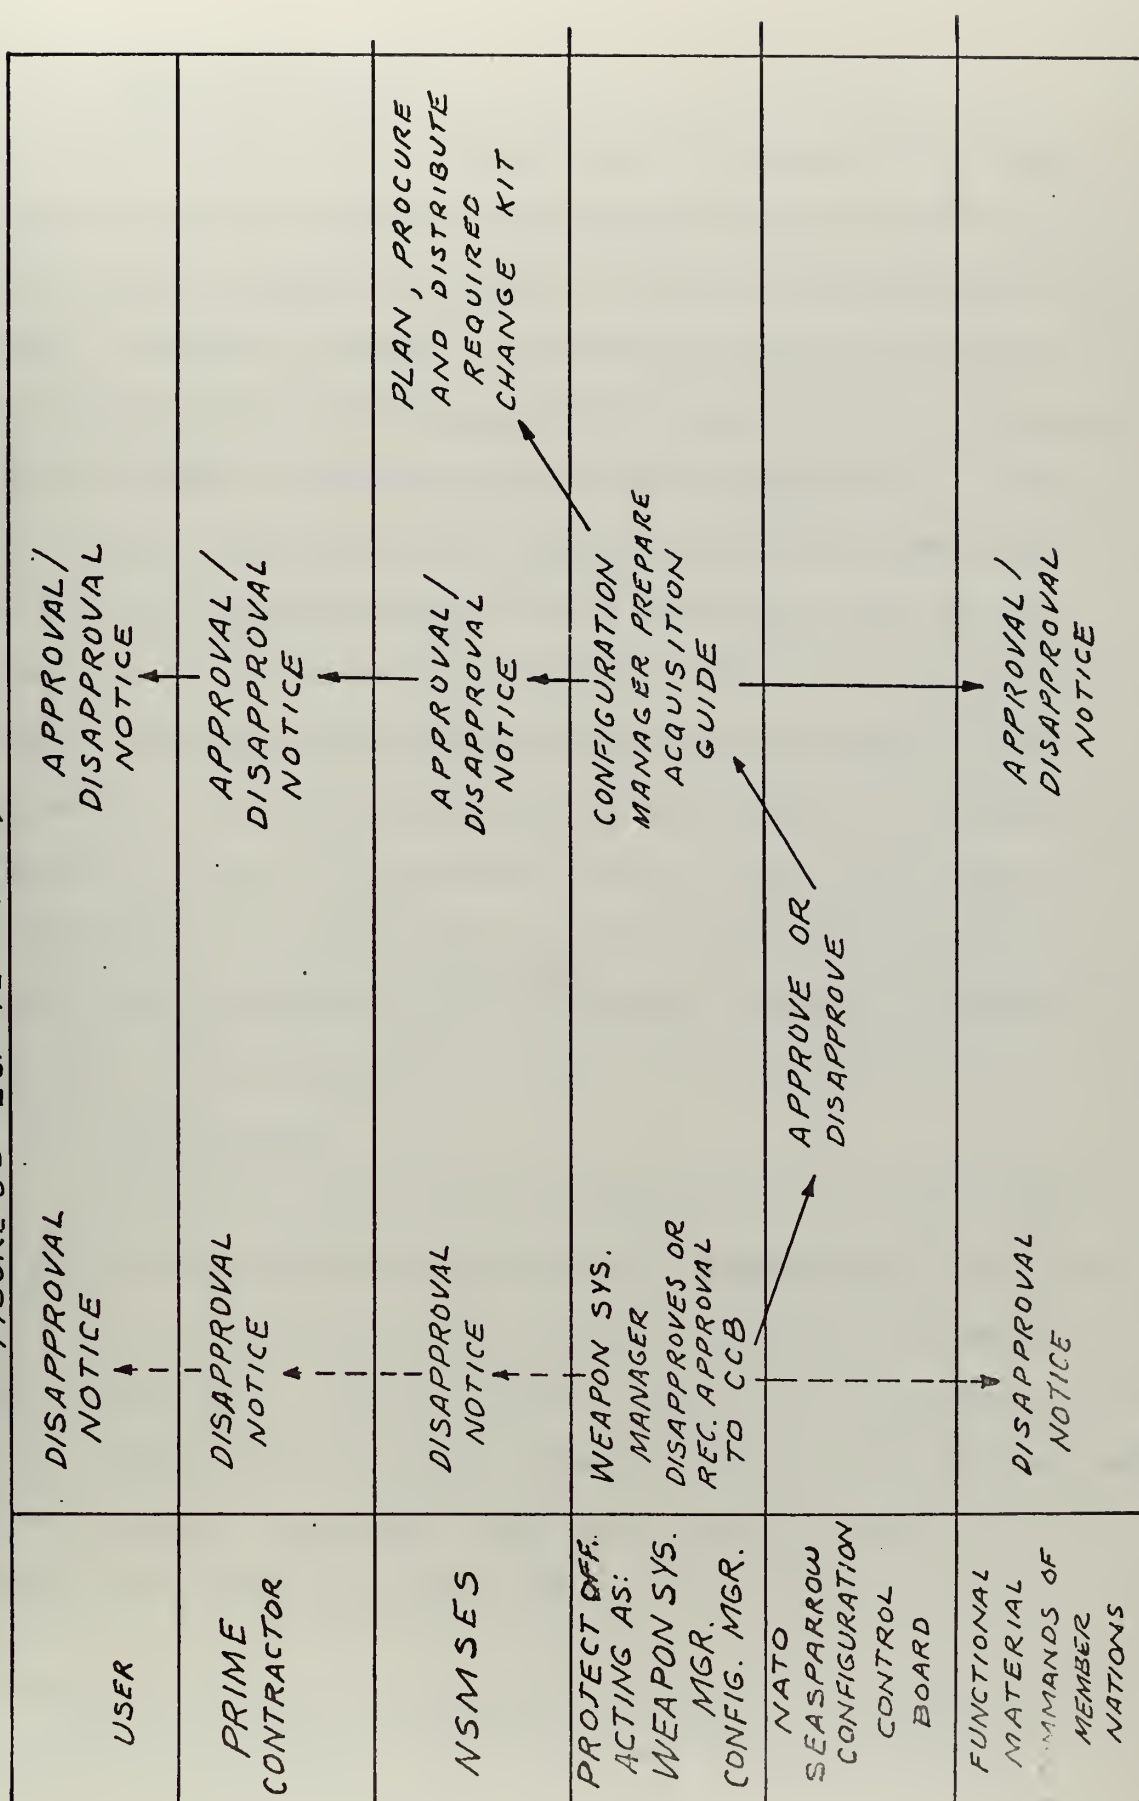 USER
DISAPPROVAL
NOTICE
APPROVAL/
DISAPPROVAL
NOTICE
PRIME
CONTRACTOR
DISAPPROVAL
NOTICE
APPROVAL/
DISAPPROVAL
NOTICE
NSMSES
DISAPPROVAL
NOTICE
APPROVAL/
DISAPPROVAL
NOTICE
PLAN, PROCURE
AND DISTRIBUTE
REQUIRED
CHANGE KIT
PROJECT OFF.
ACTING AS:
WEAPON SYS.
MGR.
CONFIG. MGR.
WEAPON SYS.
MANAGER
DISAPPROVES OR
REC. APPROVAL
TO CCB
CONFIGURATION
MANAGER PREPARE
ACQUISITION
GUIDE
NATO
SEASPARROW
CONFIGURATION
CONTROL
BOARD
APPROVE OR
DISAPPROVE
FUNCTIONAL
MATERIAL
MMANDS OF
MEMBER
NATIONS
DISAPPROVAL
NOTICE
APPROVAL/
DISAPPROVAL
NOTICE